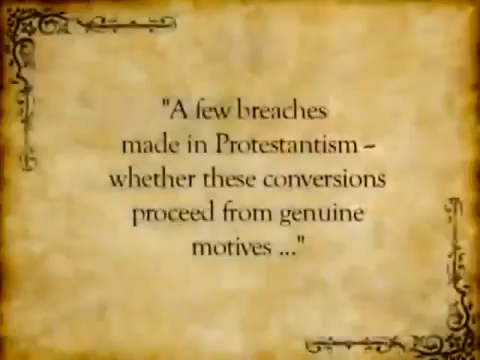 "A few breaches
made in Protestantism –
whether these conversions
proceed from genuine
motives ..."